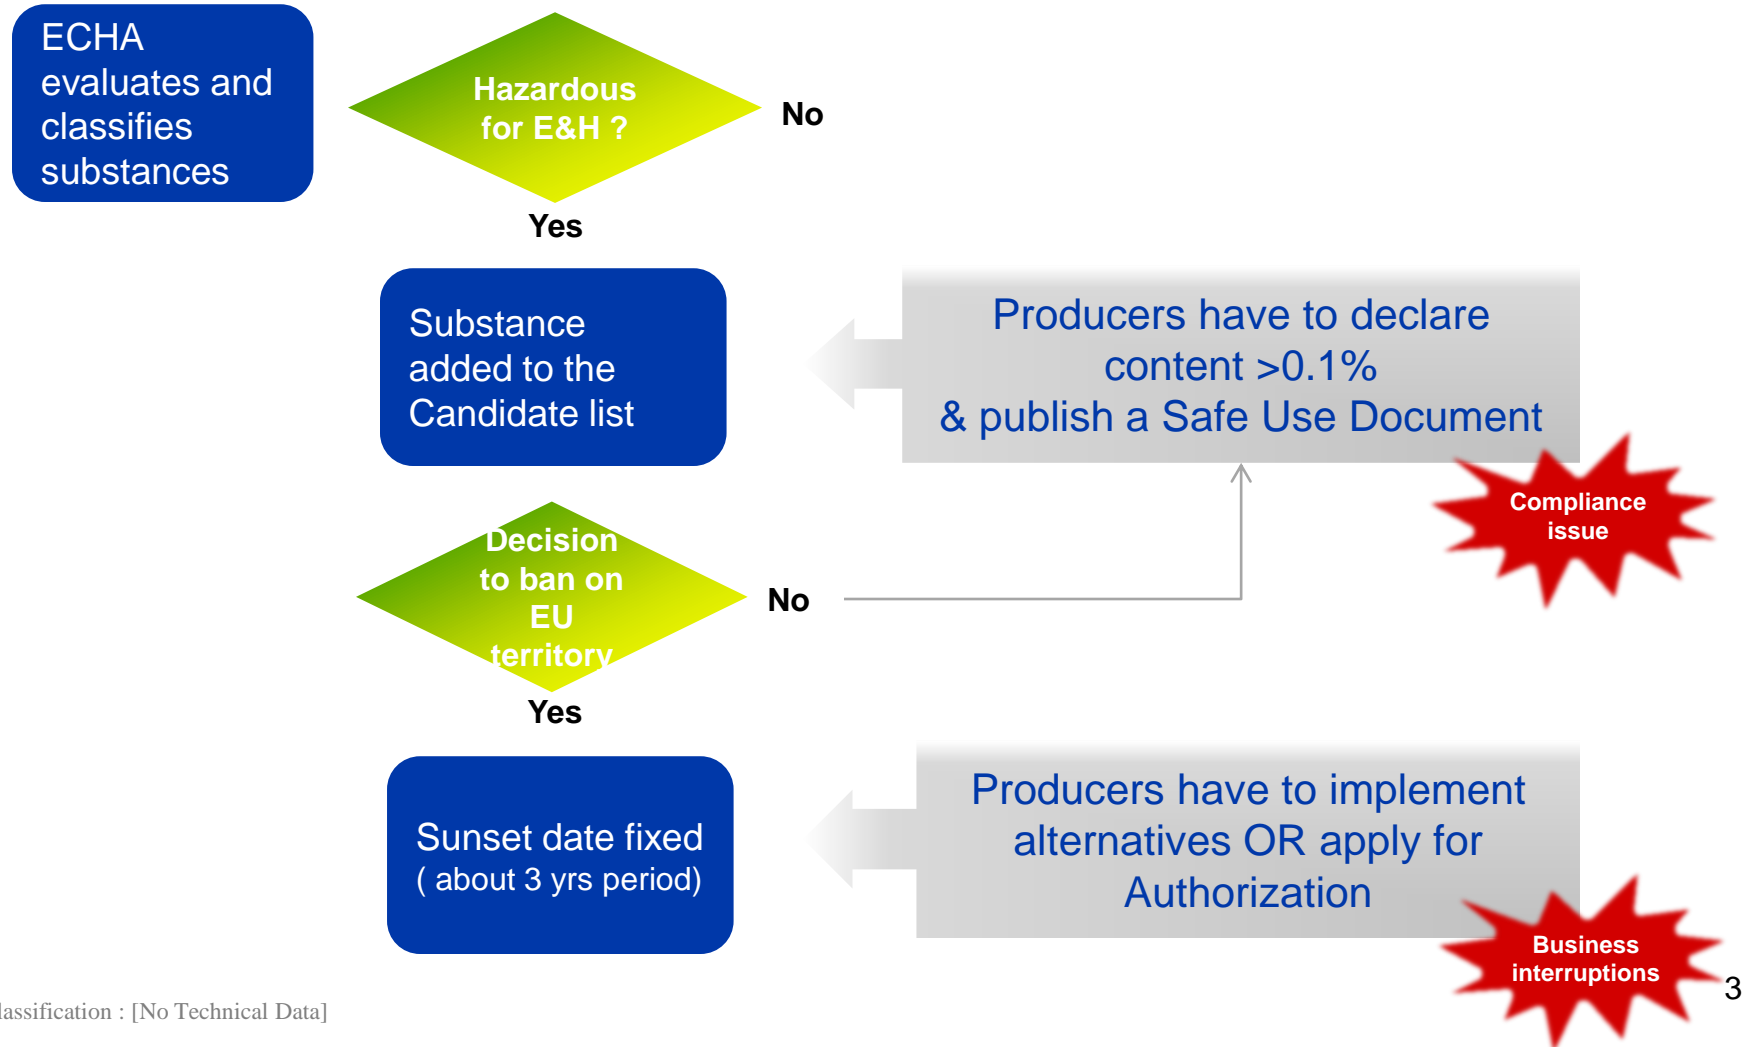 ECHA
evaluates and
classifies
substances
Hazardous
for E&H ?
No
Yes
Substance
added to the
Candidate list
Producers have to declare
content >0.1%
& publish a Safe Use Document
Compliance
issue
Decision
to ban on
EU
territory
No
Yes
Sunset date fixed
( about 3 yrs period)
Producers have to implement
alternatives OR apply for
Authorization
Business
interruptions
lassification : [No Technical Data]
3